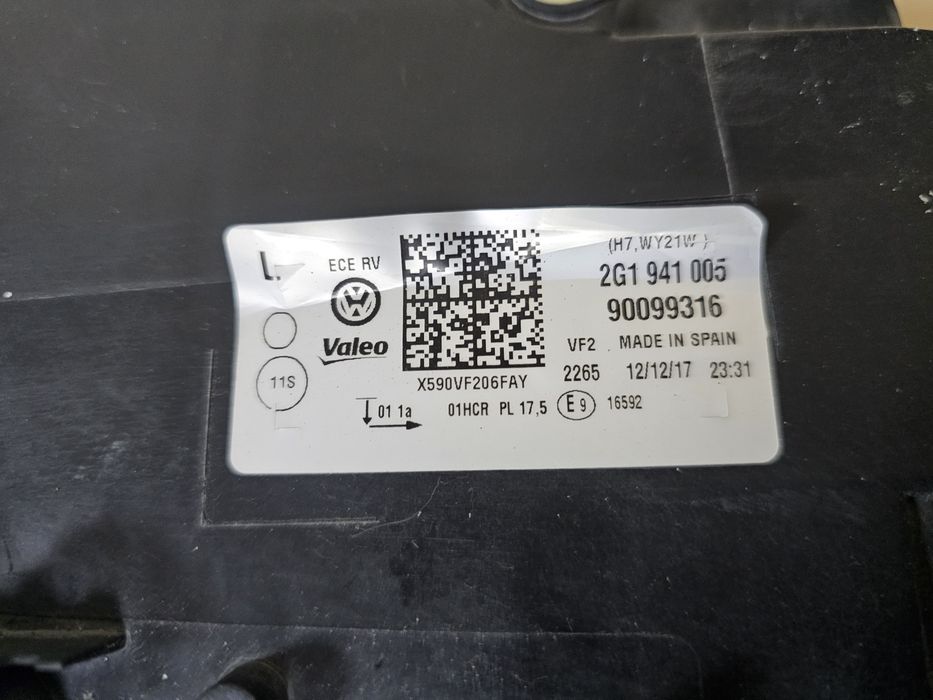 L.
ECE RV
(H7,WY21W )
2G1 941 005
90099316
Valeo
VF2 MADE IN SPAIN
11S
X590VF206FAY
2265 12/12/17 23:31
01 1a
01HCR PL 17,5
E9
16592